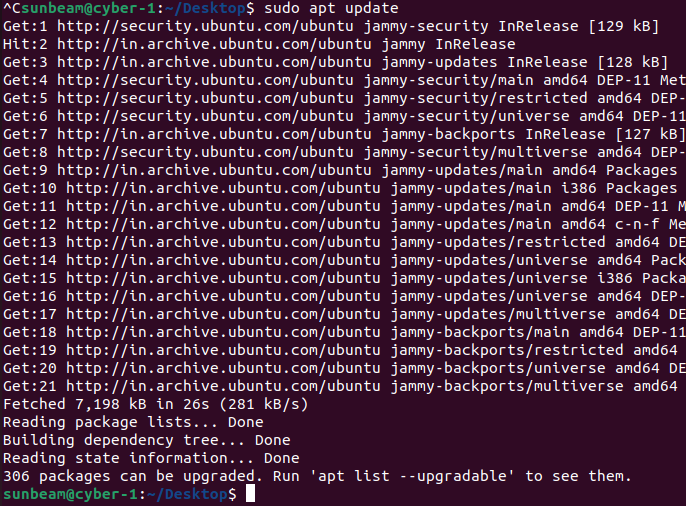 ^Csunbeam@cyber-1:~/Desktop$ sudo apt update
Get:1 http://security.ubuntu.com/ubuntu jammy-security InRelease [129 kB]
Hit:2 http://in.archive.ubuntu.com/ubuntu jammy InRelease
Get:3 http://in.archive.ubuntu.com/ubuntu jammy-updates InRelease [128 kB]
Get:4 http://security.ubuntu.com/ubuntu jammy-security/main amd64 DEP-11 Met
Get:5 http://security.ubuntu.com/ubuntu jammy-security/restricted amd64 DEP-
Get:6 http://security.ubuntu.com/ubuntu jammy-security/universe amd64 DEP-11
Get:7 http://in.archive.ubuntu.com/ubuntu jammy-backports InRelease [127 kB]
Get:8 http://security.ubuntu.com/ubuntu jammy-security/multiverse amd64 DEP-
Get:9 http://in.archive.ubuntu.com/ubuntu jammy-updates/main amd64 Packages
Get:10 http://in.archive.ubuntu.com/ubuntu jammy-updates/main i386 Packages
Get:11 http://in.archive.ubuntu.com/ubuntu jammy-updates/main amd64 DEP-11 M
Get:12 http://in.archive.ubuntu.com/ubuntu jammy-updates/main amd64 c-n-f Me
Get:13 http://in.archive.ubuntu.com/ubuntu jammy-updates/restricted amd64 DE
Get:14 http://in.archive.ubuntu.com/ubuntu jammy-updates/universe amd64 Pack
Get:15 http://in.archive.ubuntu.com/ubuntu jammy-updates/universe i386 Packa
Get:16 http://in.archive.ubuntu.com/ubuntu jammy-updates/universe amd64 DEP-
Get:17 http://in.archive.ubuntu.com/ubuntu jammy-updates/multiverse amd64 DE
Get:18 http://in.archive.ubuntu.com/ubuntu jammy-backports/main amd64 DEP-11
Get:19 http://in.archive.ubuntu.com/ubuntu jammy-backports/restricted amd64
Get:20 http://in.archive.ubuntu.com/ubuntu jammy-backports/universe amd64 DE
Get:21 http://in.archive.ubuntu.com/ubuntu jammy-backports/multiverse amd64
Fetched 7,198 kB in 26s (281 kB/s)
Reading package lists... Done
Building dependency tree... Done
Reading state information... Done
306 packages can be upgraded. Run 'apt list --upgradable' to see them.
sunbeam@cyber-1:~/Desktop$